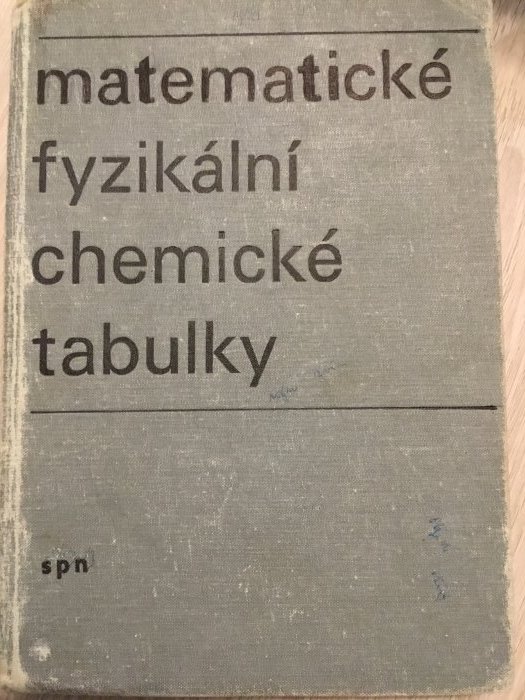 matematické
fyzikální
chemické
tabulky
spn